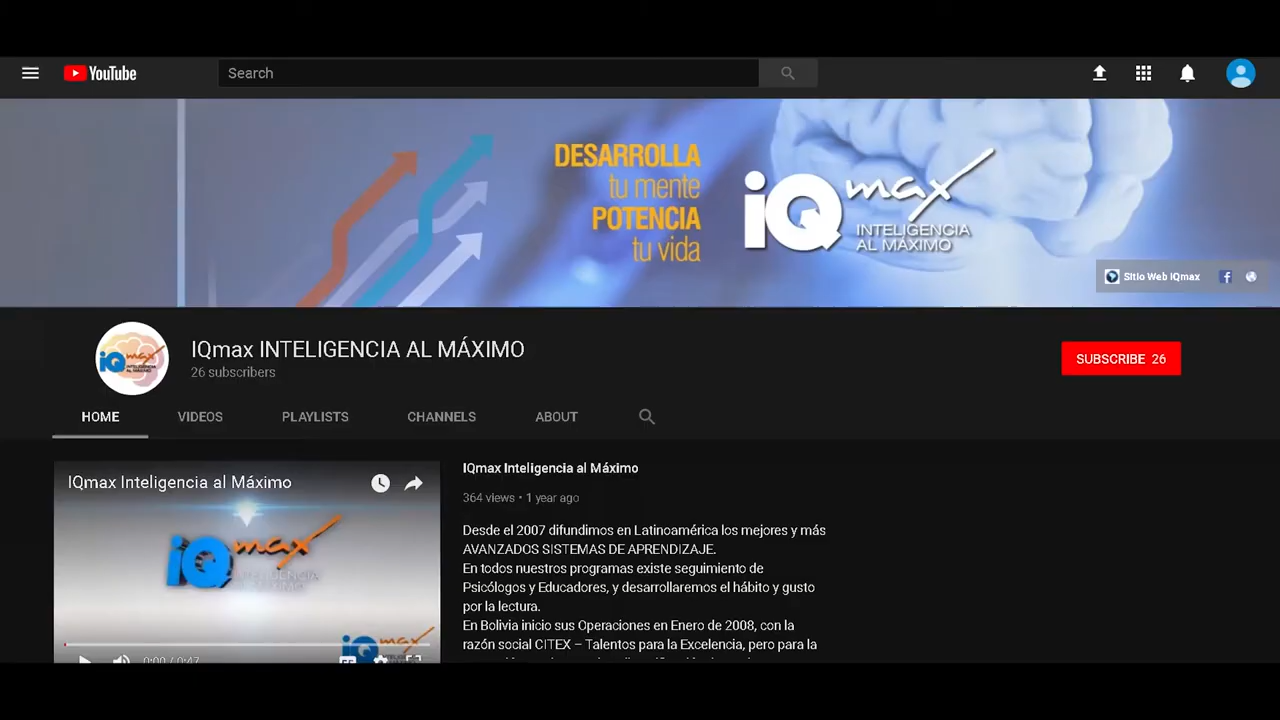 YouTube
Search
DESARROLLA
tu mente
POTENCIA
tu vida
iQmax
INTELIGENCIA
AL MÁXIMO
Sitio Web iQmax
IQmax INTELIGENCIA AL MÁXIMO
26 subscribers
SUBSCRIBE 26
HOME VIDEOS PLAYLISTS CHANNELS ABOUT
IQmax Inteligencia al Máximo
iQmax
IQmax Inteligencia al Máximo
364 views • 1 year ago
Desde el 2007 difundimos en Latinoamérica los mejores y más
AVANZADOS SISTEMAS DE APRENDIZAJE.
En todos nuestros programas existe seguimiento de
Psicólogos y Educadores, y desarrollaremos el hábito y gusto
por la lectura.
En Bolivia inicio sus Operaciones en Enero de 2008, con la
razón social CITEX – Talentos para la Excelencia, pero para la